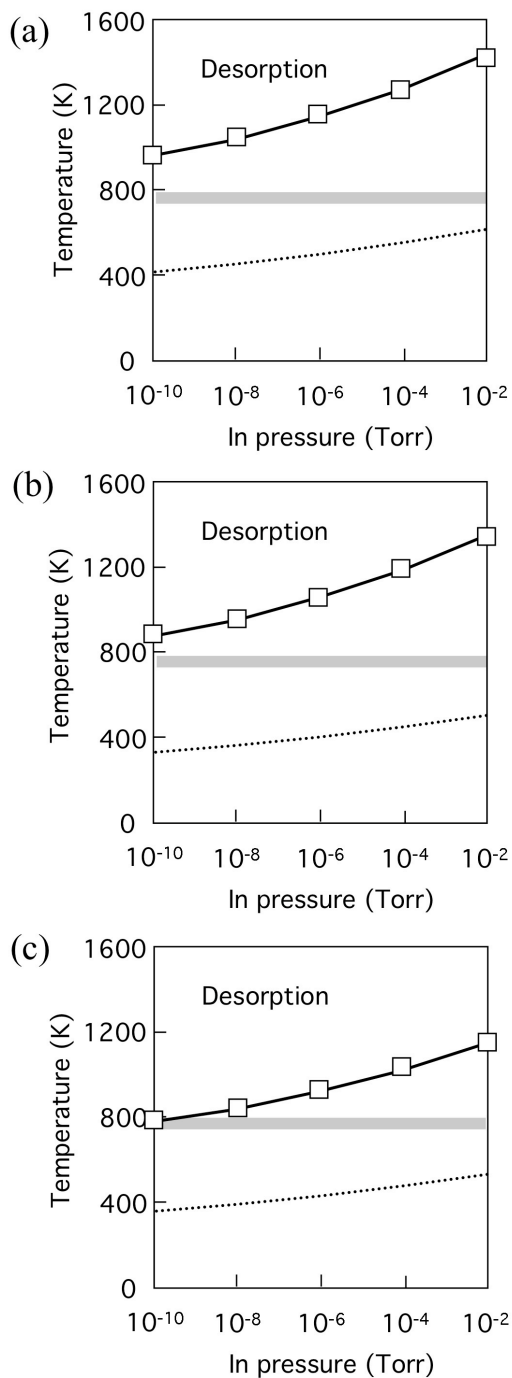 (a)
1600
1200
800
400
0
Temperature (K)
Desorption
10-10 10-8 10-6 10-4 10-2
In pressure (Torr)
(b)
1600
1200
800
400
0
Temperature (K)
Desorption
10-10 10-8 10-6 10-4 10-2
In pressure (Torr)
(c)
1600
1200
800
400
0
Temperature (K)
Desorption
10-10 10-8 10-6 10-4 10-2
In pressure (Torr)